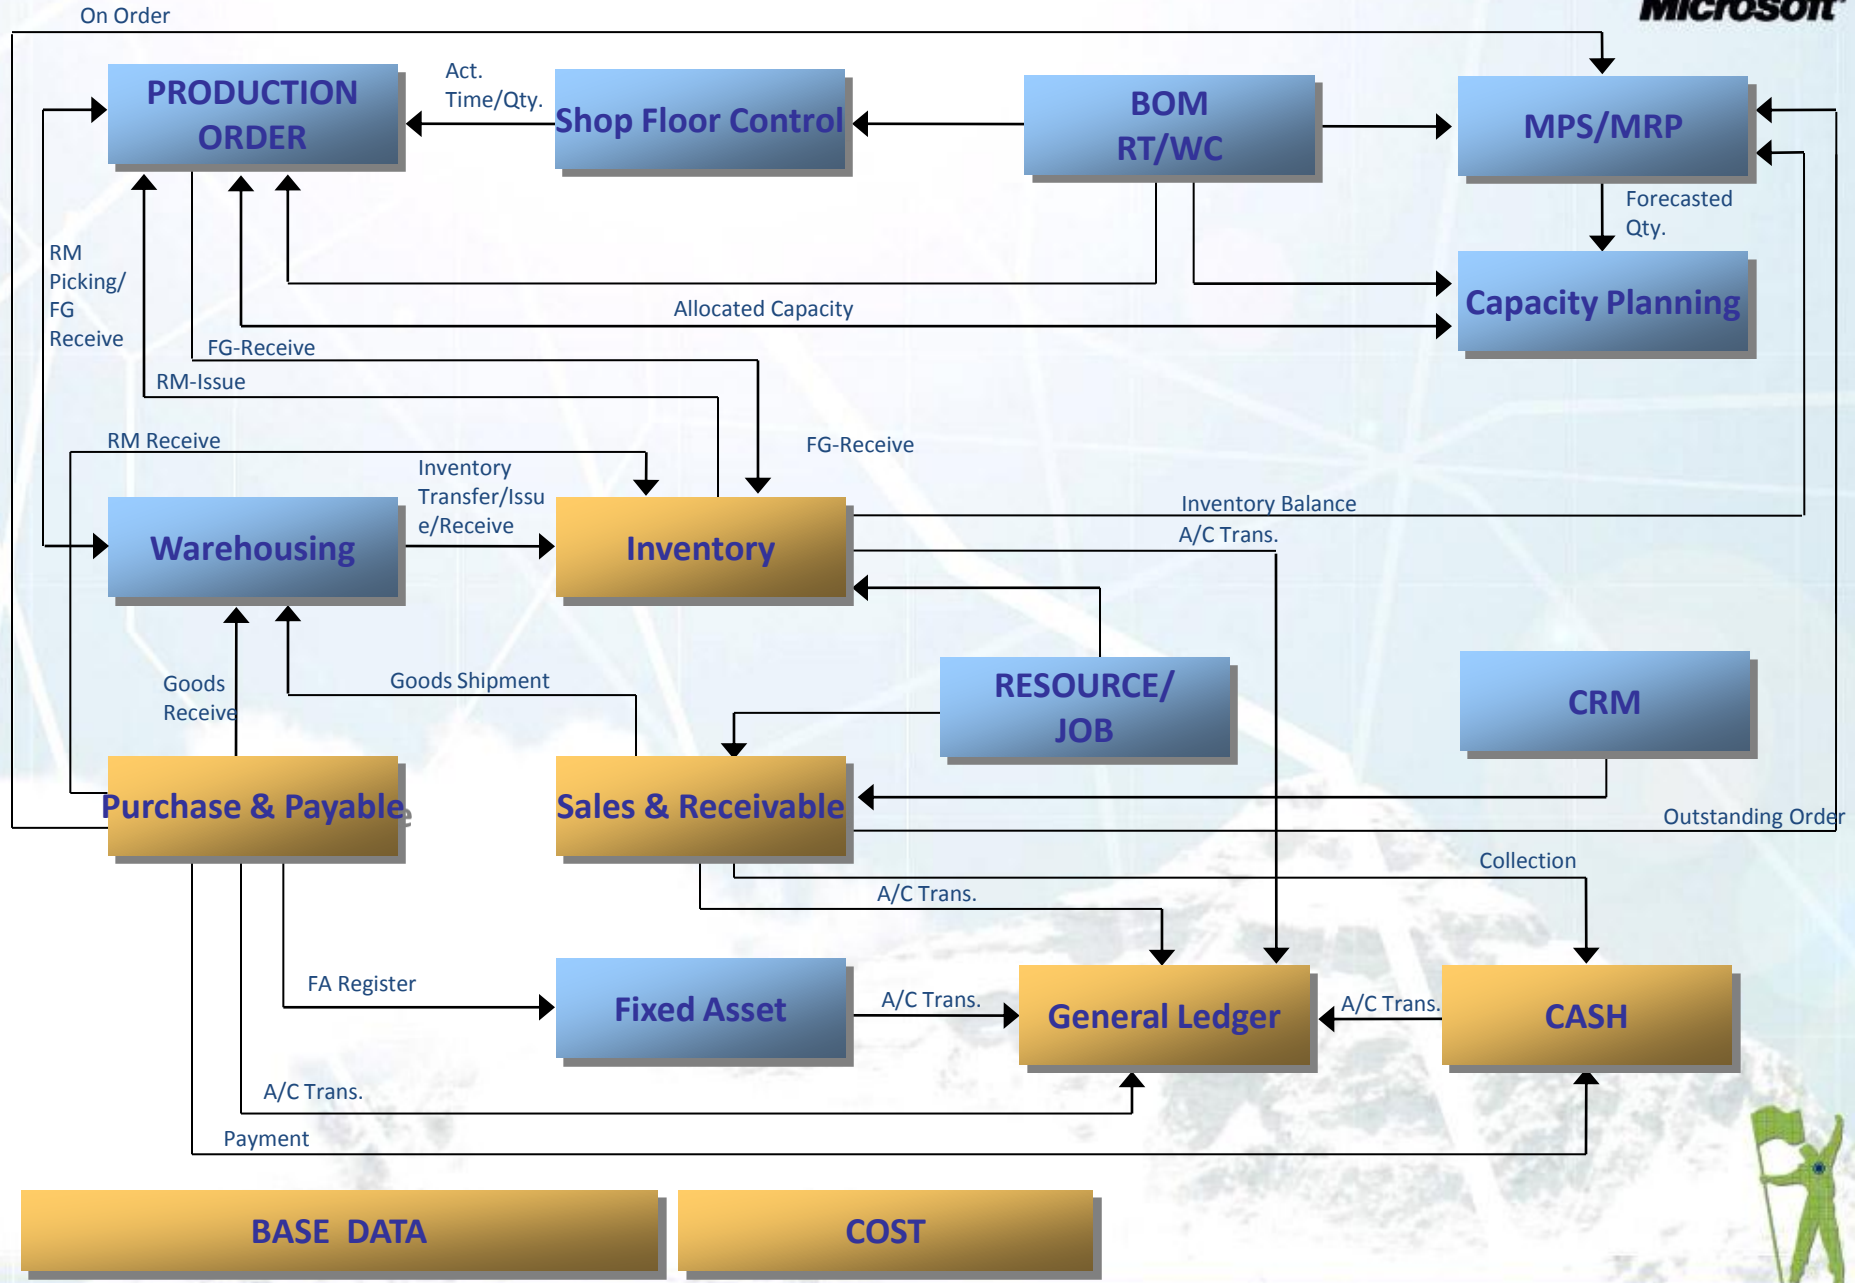 On Order
Microsoft
PRODUCTION
ORDER
Act.
Time/Qty.
Shop Floor Control
BOM
RT/WC
MPS/MRP
Forecasted
Qty.
RM
Picking/
FG
Receive
Allocated Capacity
Capacity Planning
FG-Receive
RM-Issue
RM Receive
Inventory
Transfer/Issu
e/Receive
FG-Receive
Inventory Balance
A/C Trans.
Warehousing
Inventory
Goods
Receive
Goods Shipment
RESOURCE/
JOB
CRM
Purchase & Payable
Sales & Receivable
Outstanding Order
Collection
A/C Trans.
FA Register
Fixed Asset
A/C Trans.
General Ledger
A/C Trans.
CASH
A/C Trans.
Payment
BASE DATA
COST